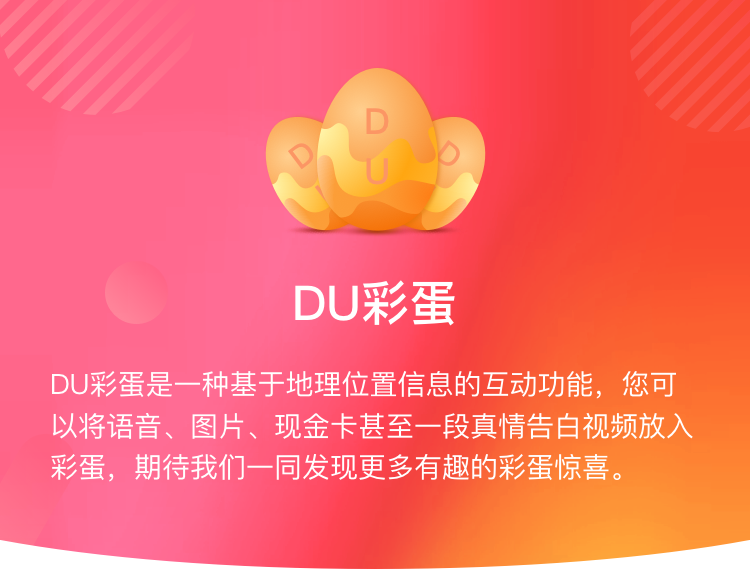 D
U
D
D
DU彩蛋
DU彩蛋是一种基于地理位置信息的互动功能，您可
以将语音、图片、现金卡甚至一段真情告白视频放入
彩蛋，期待我们一同发现更多有趣的彩蛋惊喜。